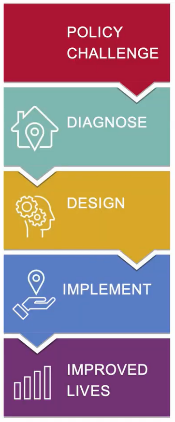 POLICY
CHALLENGE
DIAGNOSE
DESIGN
IMPLEMENT
IMPROVED
LIVES